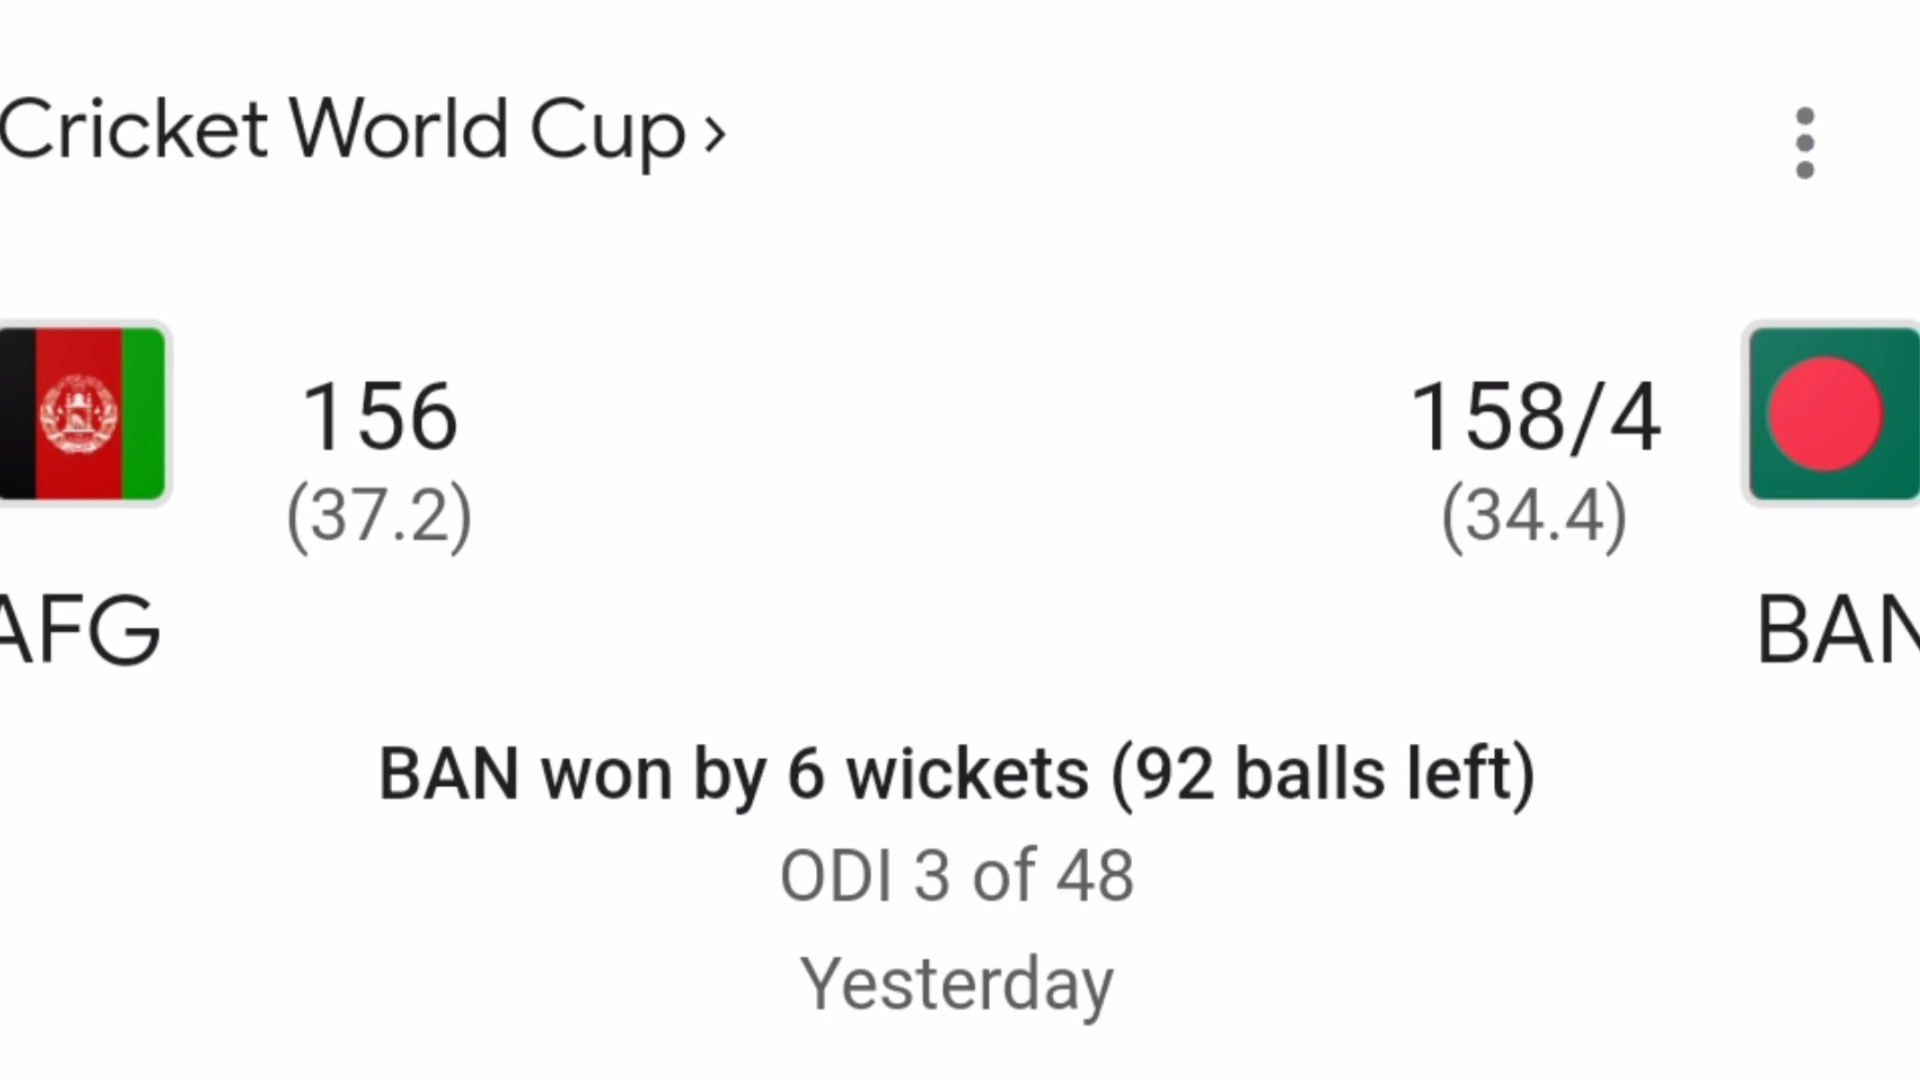 Cricket World Cup ›
156
(37.2)
158/4
(34.4)
AFG
BAN
BAN won by 6 wickets (92 balls left)
ODI 3 of 48
Yesterday